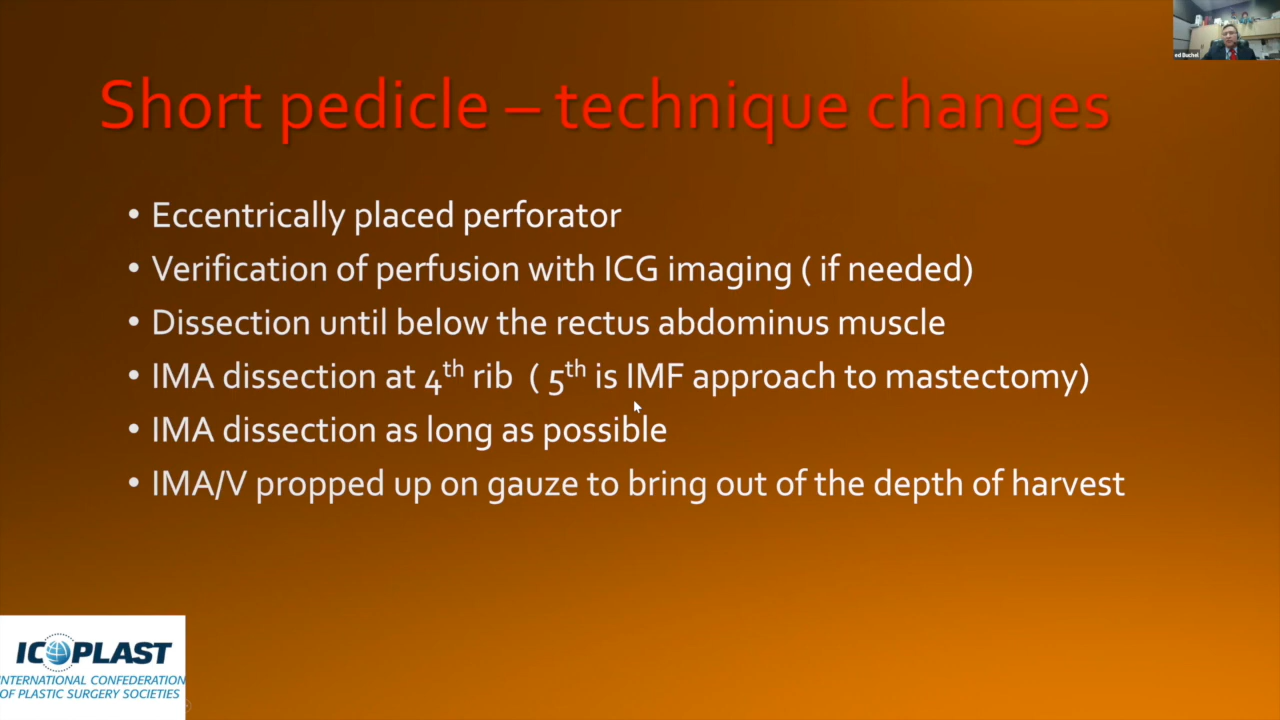 ed Buchel
Short pedicle – technique changes
• Eccentrically placed perforator
• Verification of perfusion with ICG imaging ( if needed)
• Dissection until below the rectus abdominus muscle
• IMA dissection at 4th rib ( 5th is IMF approach to mastectomy)
• IMA dissection as long as possible
• IMA/V propped up on gauze to bring out of the depth of harvest
ICOPLAST
INTERNATIONAL CONFEDERATION
OF PLASTIC SURGERY SOCIETIES